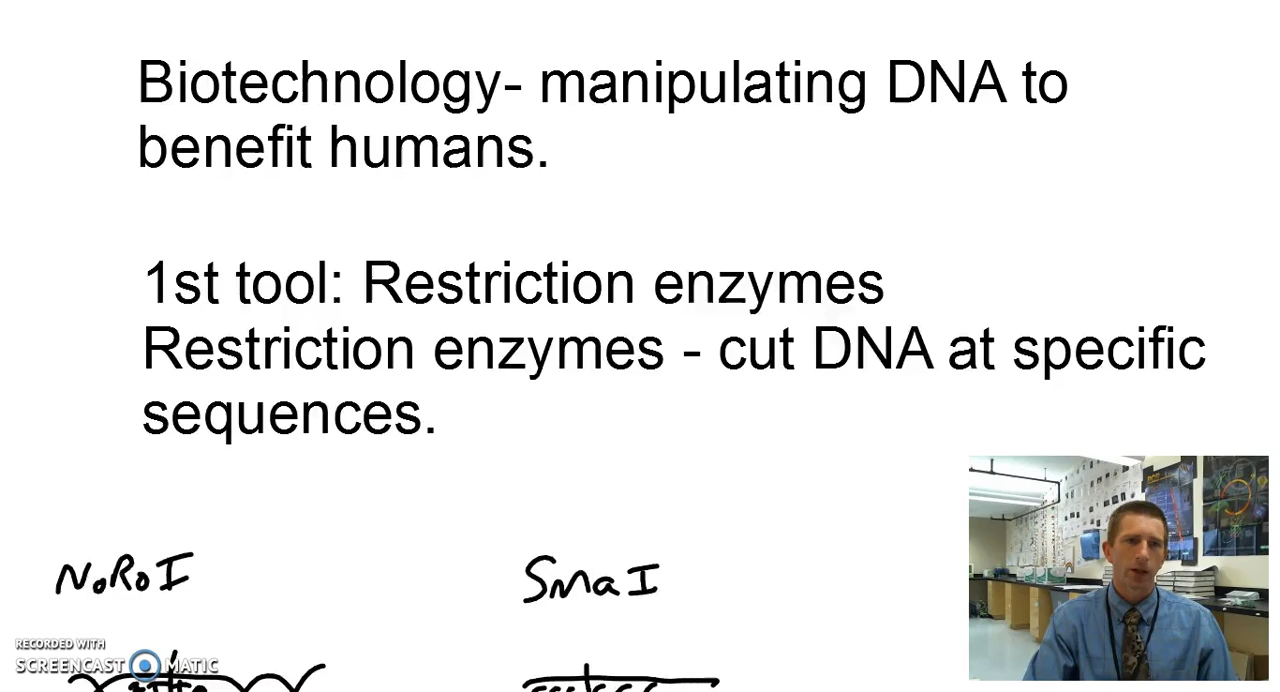 Biotechnology- manipulating DNA to
benefit humans.
1st tool: Restriction enzymes
Restriction enzymes - cut DNA at specific
sequences.
NoRoI
SmaI
RECORDED WITH
SCREENCAST MATIC